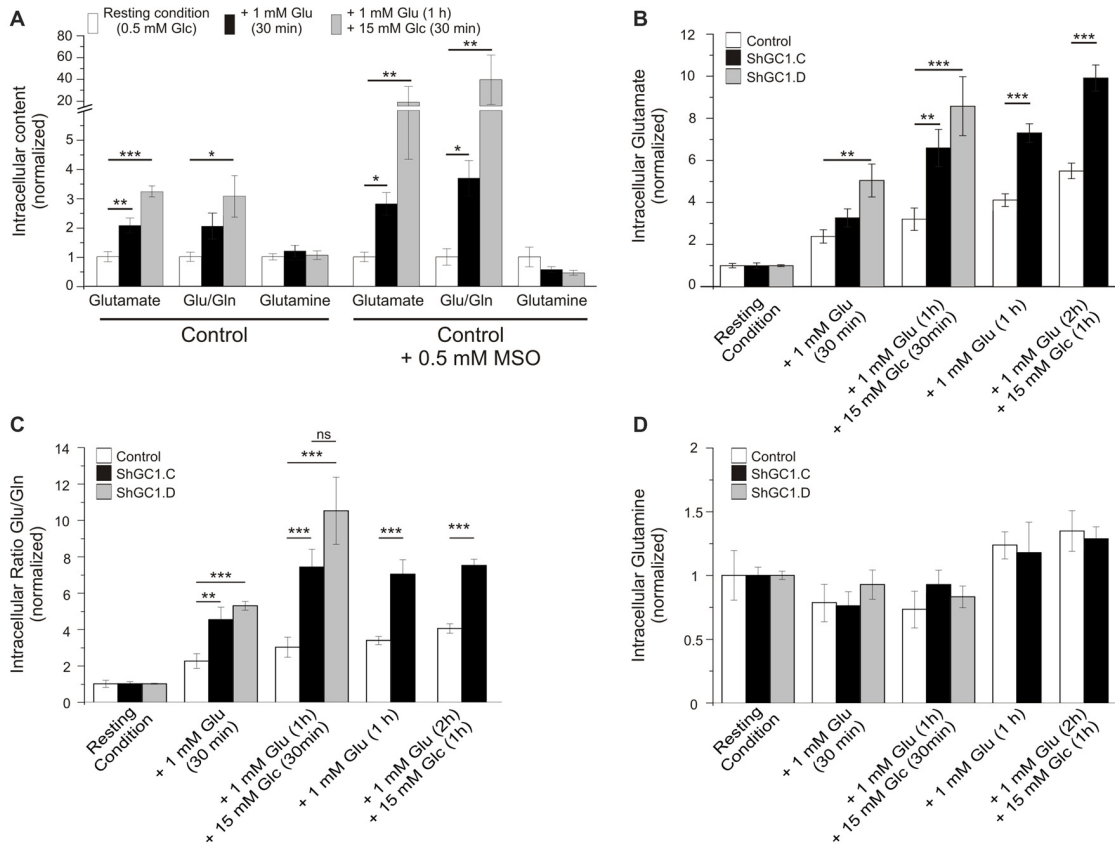 A
Resting condition
(0.5 mM Glc)
+ 1 mM Glu
(30 min)
+ 1 mM Glu (1 h)
+ 15 mM Glc (30 min)
Intracellular content
(normalized)
80
60
40
20
5
4
3
2
1
0
***
**
*
**
*
**
*
Glutamate
Glu/Gln
Glutamine
Glutamate
Glu/Gln
Glutamine
Control
Control
+ 0.5 mM MSO
B
Control
ShGC1.C
ShGC1.D
Intracellular Glutamate
(normalized)
12
10
8
6
4
2
0
**
***
**
***
***
Resting
Condition
+ 1 mM Glu
(30 min)
+ 1 mM Glu (1h)
+ 15 mM Glc (30min)
+ 1 mM Glu (1 h)
+ 1 mM Glu (2h)
+ 15 mM Glc (1h)
C
Control
ShGC1.C
ShGC1.D
Intracellular Ratio Glu/Gln
(normalized)
14
12
10
8
6
4
2
0
***
**
ns
***
***
***
***
Resting
Condition
+ 1 mM Glu
(30 min)
+ 1 mM Glu (1h)
+ 15 mM Glc (30min)
+ 1 mM Glu (1 h)
+ 1 mM Glu (2h)
+ 15 mM Glc (1h)
D
Control
ShGC1.C
ShGC1.D
Intracellular Glutamine
(normalized)
2
1.5
1
0.5
0
Resting
Condition
+ 1 mM Glu
(30 min)
+ 1 mM Glu (1h)
+ 15 mM Glc (30min)
+ 1 mM Glu (1 h)
+ 1 mM Glu (2h)
+ 15 mM Glc (1h)